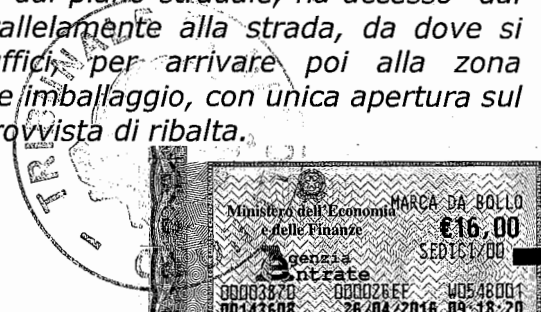 dal piano stradale, ha accesso dal
allelamente alla strada, da dove si
uffici, per arrivare poi alla zona
e imballaggio, con unica apertura sul
rovvista di ribalta.
TRIBUNALE
Ministero dell'Economia
e delle Finanze
MARCA DA BOLLO
€16,00
SEDICI/00
Agenzia
Entrate
00003870 000026EF W0548001
00143608 26/04/2016 09:18:20